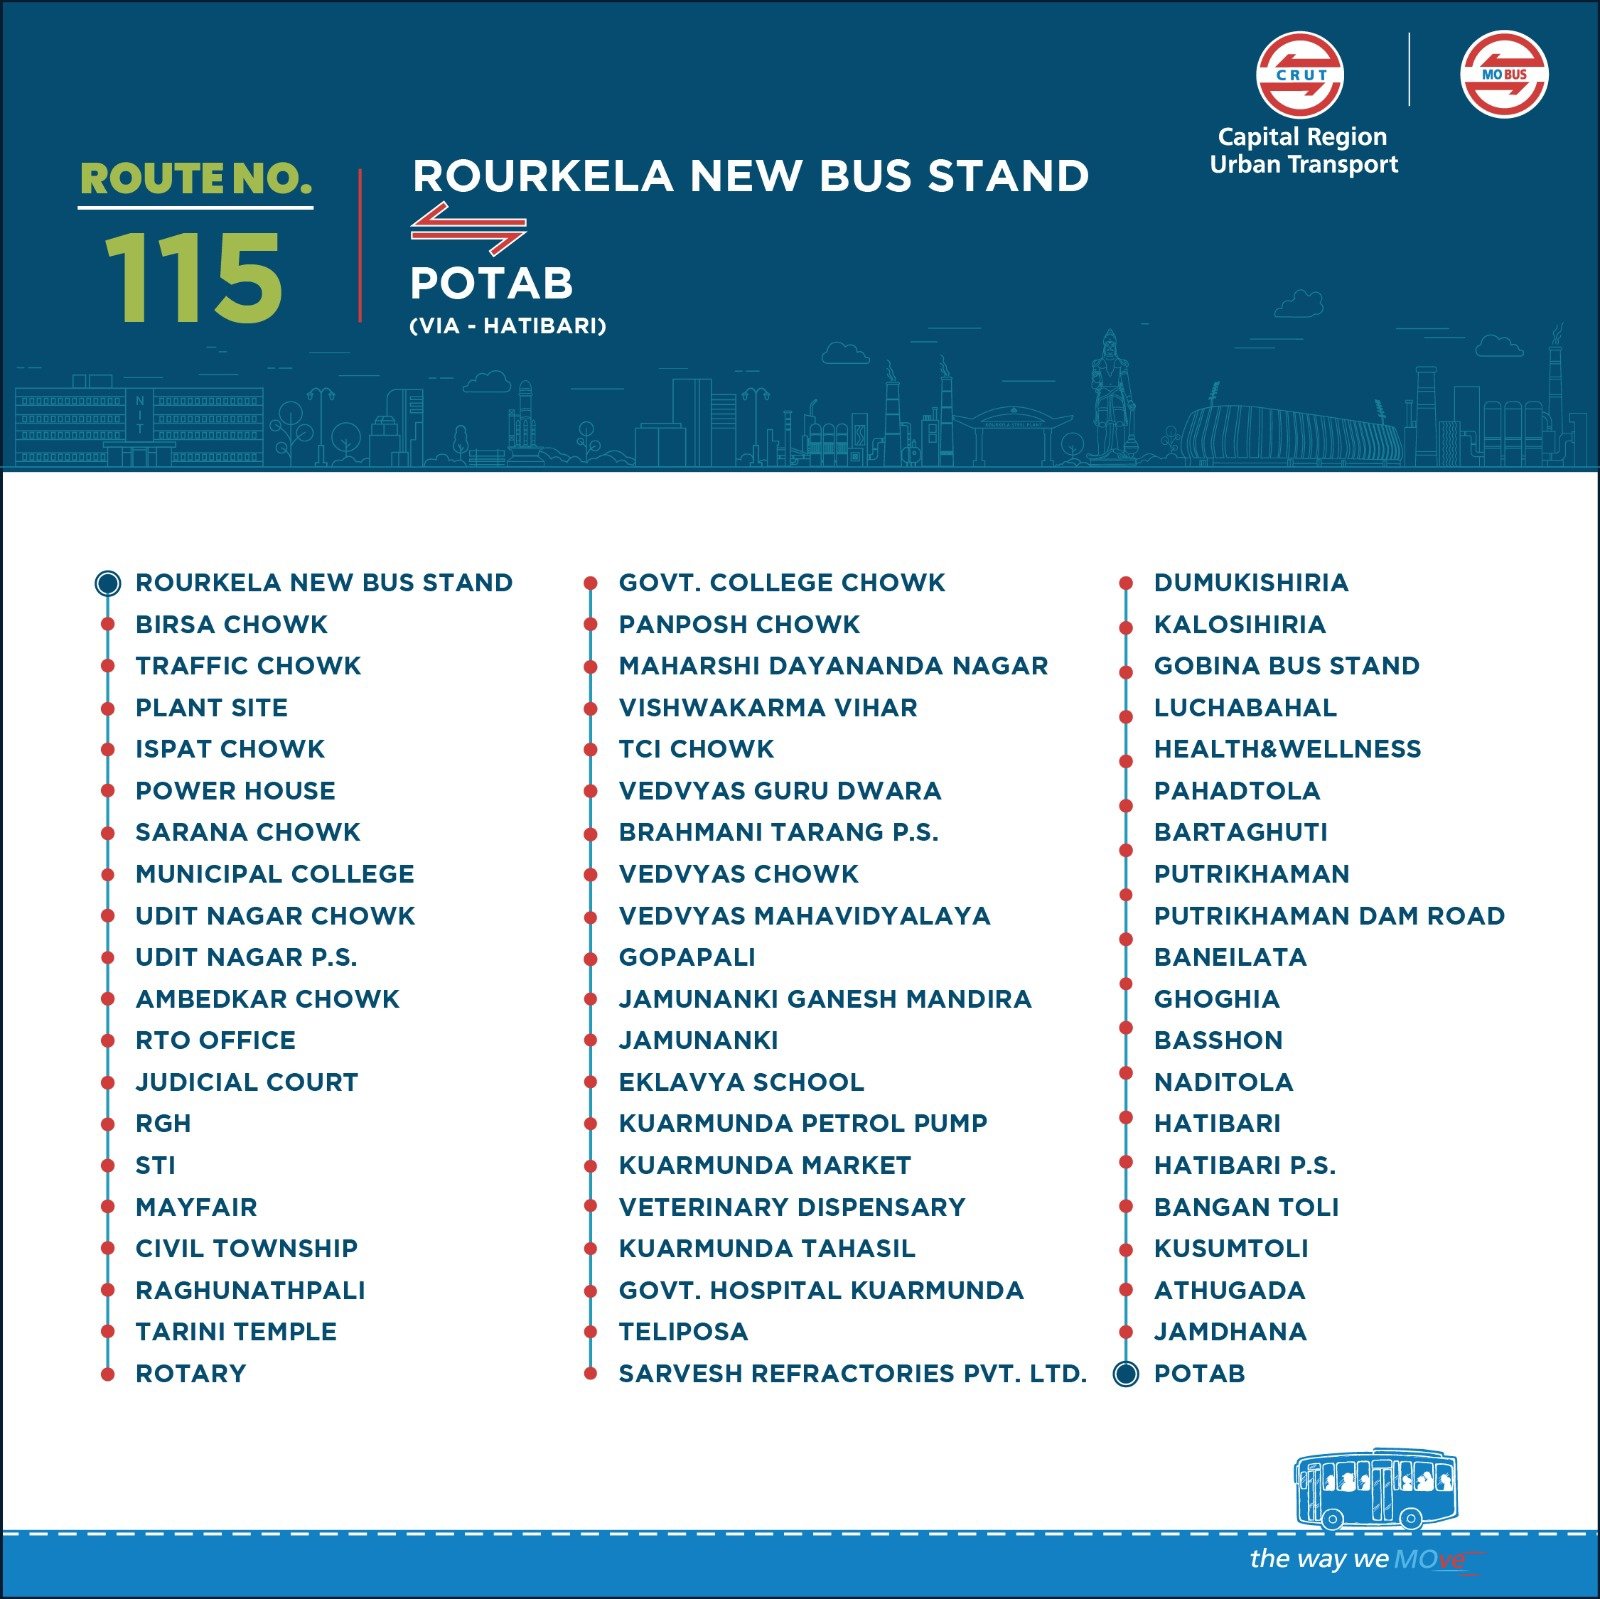 CRUT
MO BUS
Capital Region
Urban Transport
ROUTE NO.
115
ROURKELA NEW BUS STAND
POTAB
(VIA - HATIBARI)
NIT
ROURKELA STEEL PLANT
ROURKELA NEW BUS STAND
BIRSA CHOWK
TRAFFIC CHOWK
PLANT SITE
ISPAT CHOWK
POWER HOUSE
SARANA CHOWK
MUNICIPAL COLLEGE
UDIT NAGAR CHOWK
UDIT NAGAR P.S.
AMBEDKAR CHOWK
RTO OFFICE
JUDICIAL COURT
RGH
STI
MAYFAIR
CIVIL TOWNSHIP
RAGHUNATHPALI
TARINI TEMPLE
ROTARY
GOVT. COLLEGE CHOWK
PANPOSH CHOWK
MAHARSHI DAYANANDA NAGAR
VISHWAKARMA VIHAR
TCI CHOWK
VEDVYAS GURU DWARA
BRAHMANI TARANG P.S.
VEDVYAS CHOWK
VEDVYAS MAHAVIDYALAYA
GOPAPALI
JAMUNANKI GANESH MANDIRA
JAMUNANKI
EKLAVYA SCHOOL
KUARMUNDA PETROL PUMP
KUARMUNDA MARKET
VETERINARY DISPENSARY
KUARMUNDA TAHASIL
GOVT. HOSPITAL KUARMUNDA
TELIPOSA
SARVESH REFRACTORIES PVT. LTD.
DUMUKISHIRIA
KALOSIHIRIA
GOBINA BUS STAND
LUCHABAHAL
HEALTH&WELLNESS
PAHADTOLA
BARTAGHUTI
PUTRIKHAMAN
PUTRIKHAMAN DAM ROAD
BANEILATA
GHOGHIA
BASSHON
NADITOLA
HATIBARI
HATIBARI P.S.
BANGAN TOLI
KUSUMTOLI
ATHUGADA
JAMDHANA
POTAB
the way we MOve